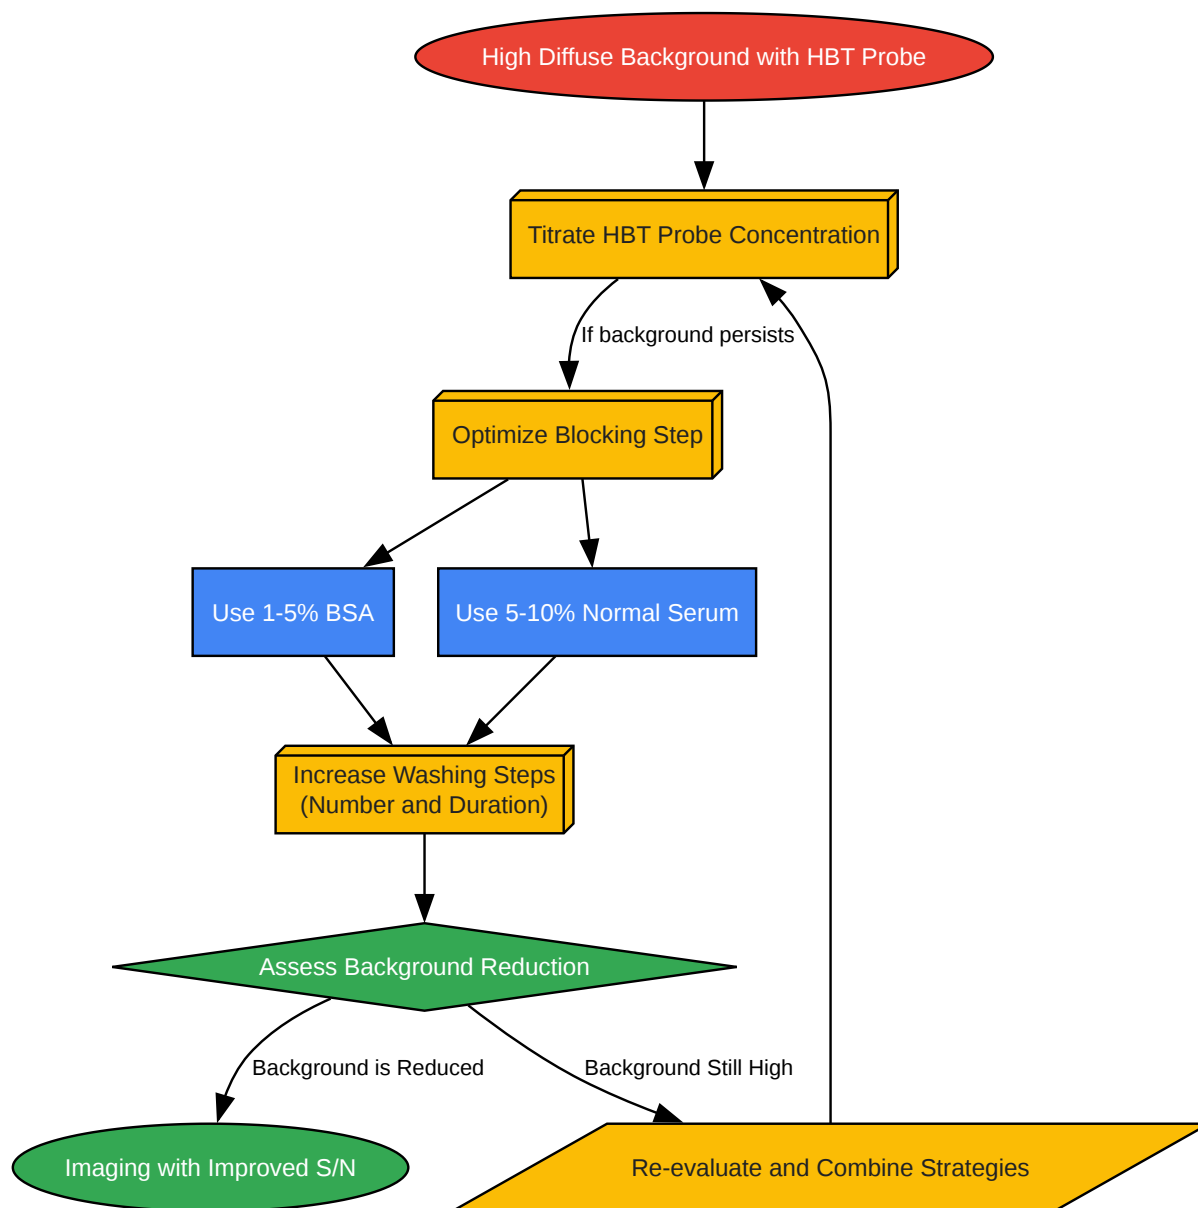 High Diffuse Background with HBT Probe
Titrate HBT Probe Concentration
If background persists
Optimize Blocking Step
Use 1-5% BSA
Use 5-10% Normal Serum
Increase Washing Steps
(Number and Duration)
Assess Background Reduction
Background is Reduced
Background Still High
Imaging with Improved S/N
Re-evaluate and Combine Strategies